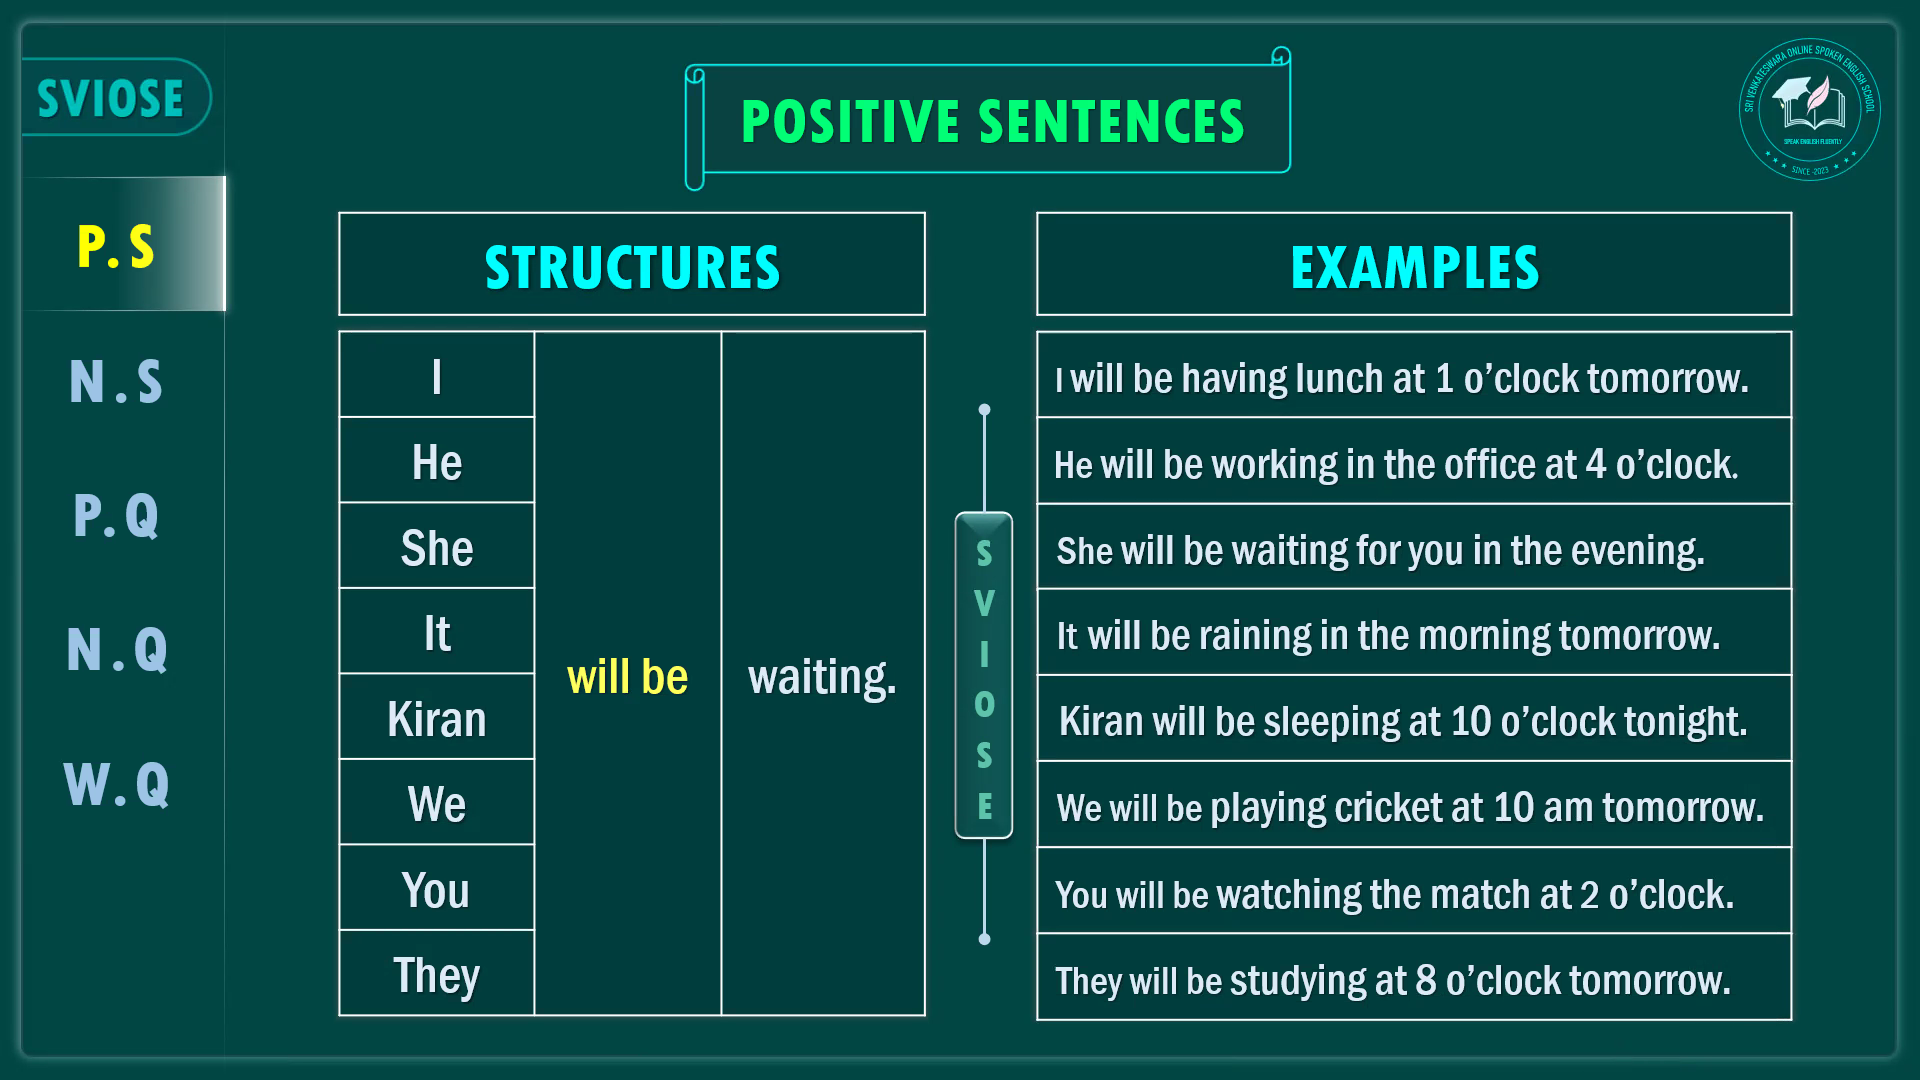 SVIOSE
POSITIVE SENTENCES
SRI VENKATESWARA ONLINE SPOKEN ENGLISH SCHOOL
SPEAK ENGLISH FLUENTLY
SINCE -2023
P.S
N.S
P.Q
N.Q
W.Q
STRUCTURES
I
He
She
It
Kiran
We
You
They
will be
waiting.
SVIOSE
EXAMPLES
I will be having lunch at 1 o’clock tomorrow.
He will be working in the office at 4 o’clock.
She will be waiting for you in the evening.
It will be raining in the morning tomorrow.
Kiran will be sleeping at 10 o’clock tonight.
We will be playing cricket at 10 am tomorrow.
You will be watching the match at 2 o’clock.
They will be studying at 8 o’clock tomorrow.